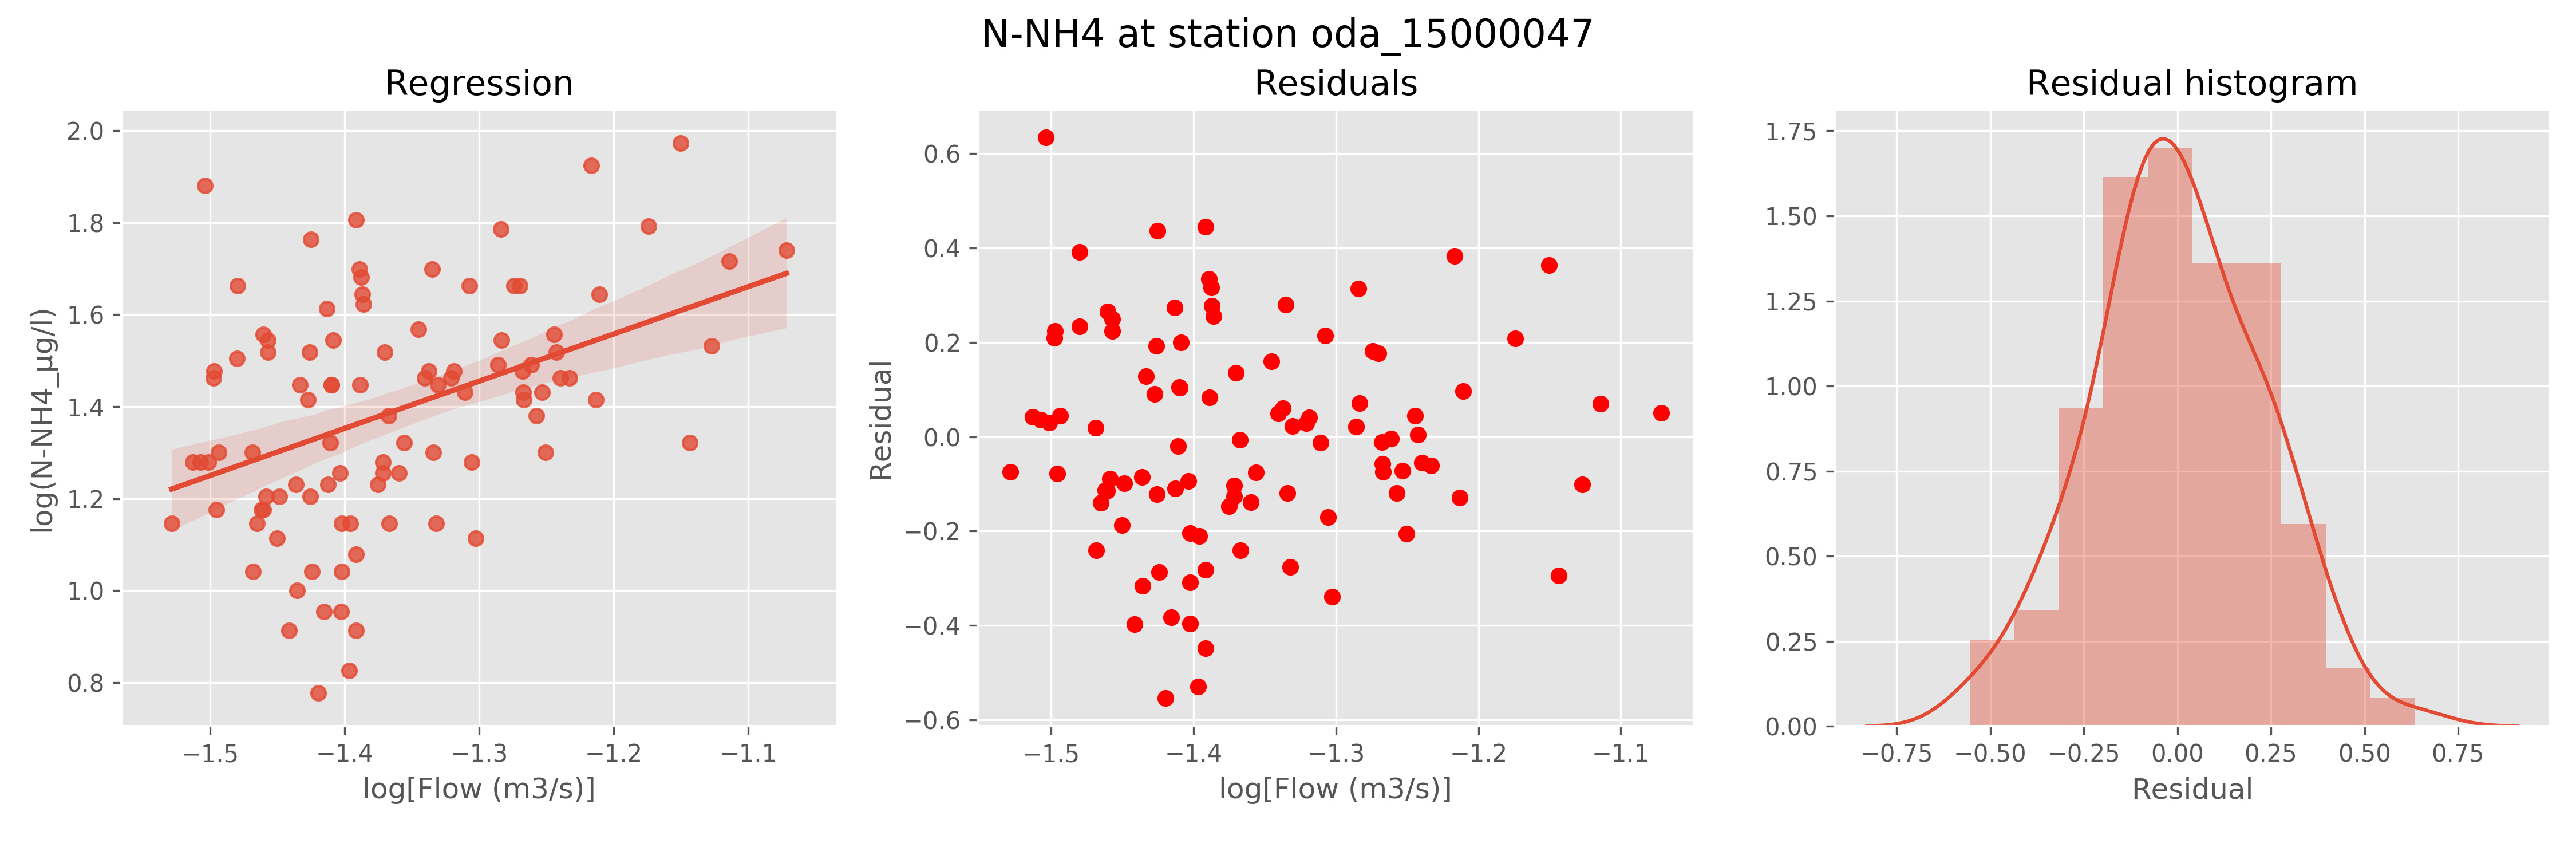 N-NH4 at station oda_15000047
Regression
2.0
1.8
1.6
1.4
1.2
1.0
0.8
log(N-NH4_µg/l)
−1.5 −1.4 −1.3 −1.2 −1.1
log[Flow (m3/s)]
Residuals
0.6
0.4
0.2
0.0
−0.2
−0.4
−0.6
Residual
−1.5 −1.4 −1.3 −1.2 −1.1
log[Flow (m3/s)]
Residual histogram
1.75
1.50
1.25
1.00
0.75
0.50
0.25
0.00
−0.75 −0.50 −0.25 0.00 0.25 0.50 0.75
Residual